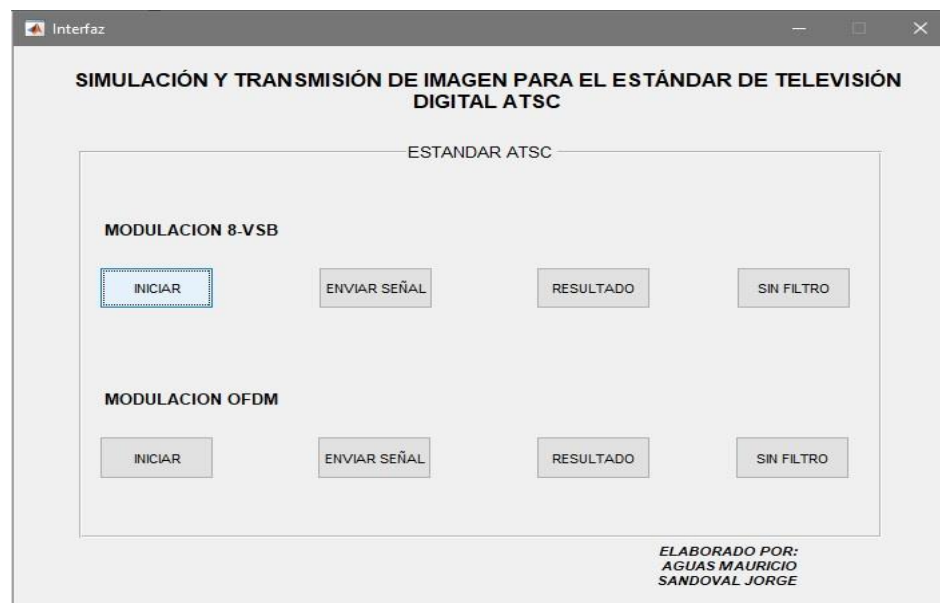 Interfaz
SIMULACIÓN Y TRANSMISIÓN DE IMAGEN PARA EL ESTÁNDAR DE TELEVISIÓN
DIGITAL ATSC
ESTANDAR ATSC
MODULACION 8-VSB
INICIAR ENVIAR SEÑAL RESULTADO SIN FILTRO
MODULACION OFDM
INICIAR ENVIAR SEÑAL RESULTADO SIN FILTRO
ELABORADO POR:
AGUAS MAURICIO
SANDOVAL JORGE